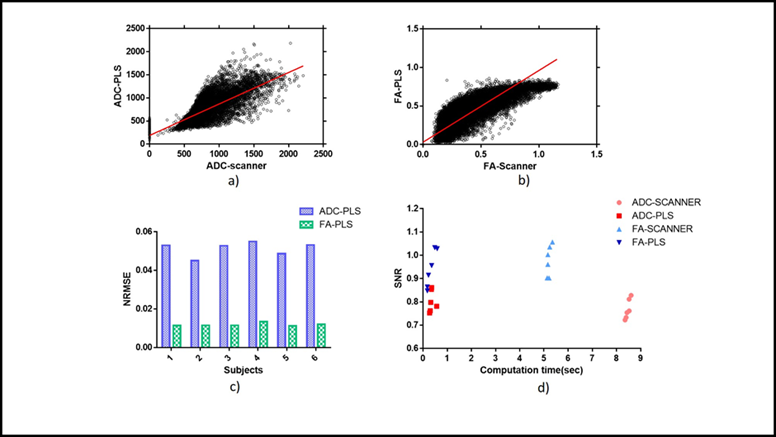 2500
2000
1500
1000
500
0
ADC-PLS
0 500 1000 1500 2000 2500
ADC-scanner
a)
1.5
1.0
0.5
0.0
FA-PLS
0.0 0.5 1.0 1.5
FA-Scanner
b)
ADC-PLS
FA-PLS
0.06
0.04
0.02
0.00
NRMSE
1 2 3 4 5 6
Subjects
c)
ADC-SCANNER
ADC-PLS
FA-SCANNER
FA-PLS
1.2
1.1
1.0
0.9
0.8
0.7
0.6
SNR
0 1 2 3 4 5 6 7 8 9
Computation time(sec)
d)